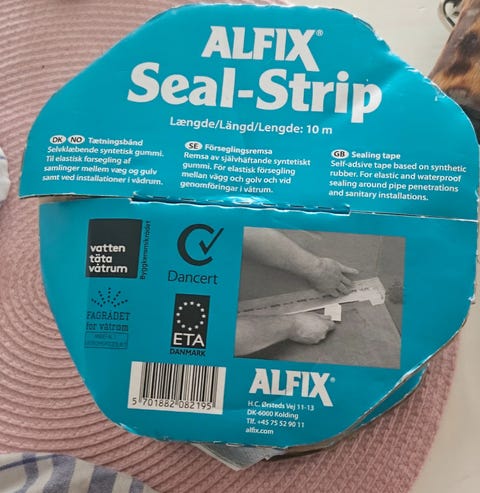 ALFIX®
Seal-Strip
Længde/Längd/Lengde: 10 m
DK NO Tætningsbånd
Selvklæbende syntetisk gummi.
Til elastisk forsegling af
samlinger mellem væg og gulv
samt ved installationer i vådrum.
SE Förseglingsremsa
Remsa av självhäftande syntetiskt
gummi. För elastisk försegling
mellan vägg och golv och vid
genomföringar i våtrum.
GB Sealing tape
Self-adsive tape based on synthetic
rubber. For elastic and waterproof
sealing around pipe penetrations
and sanitary installations.
vatten
täta
våtrum
Byggkeramikrådet
Dancert
FAGRÅDET
for våtrom
ETA
DANMARK
5 701882 082195
ALFIX®
H.C. Ørsteds Vej 11-13
DK-6000 Kolding
Tlf. +45 75 52 90 11
alfix.com